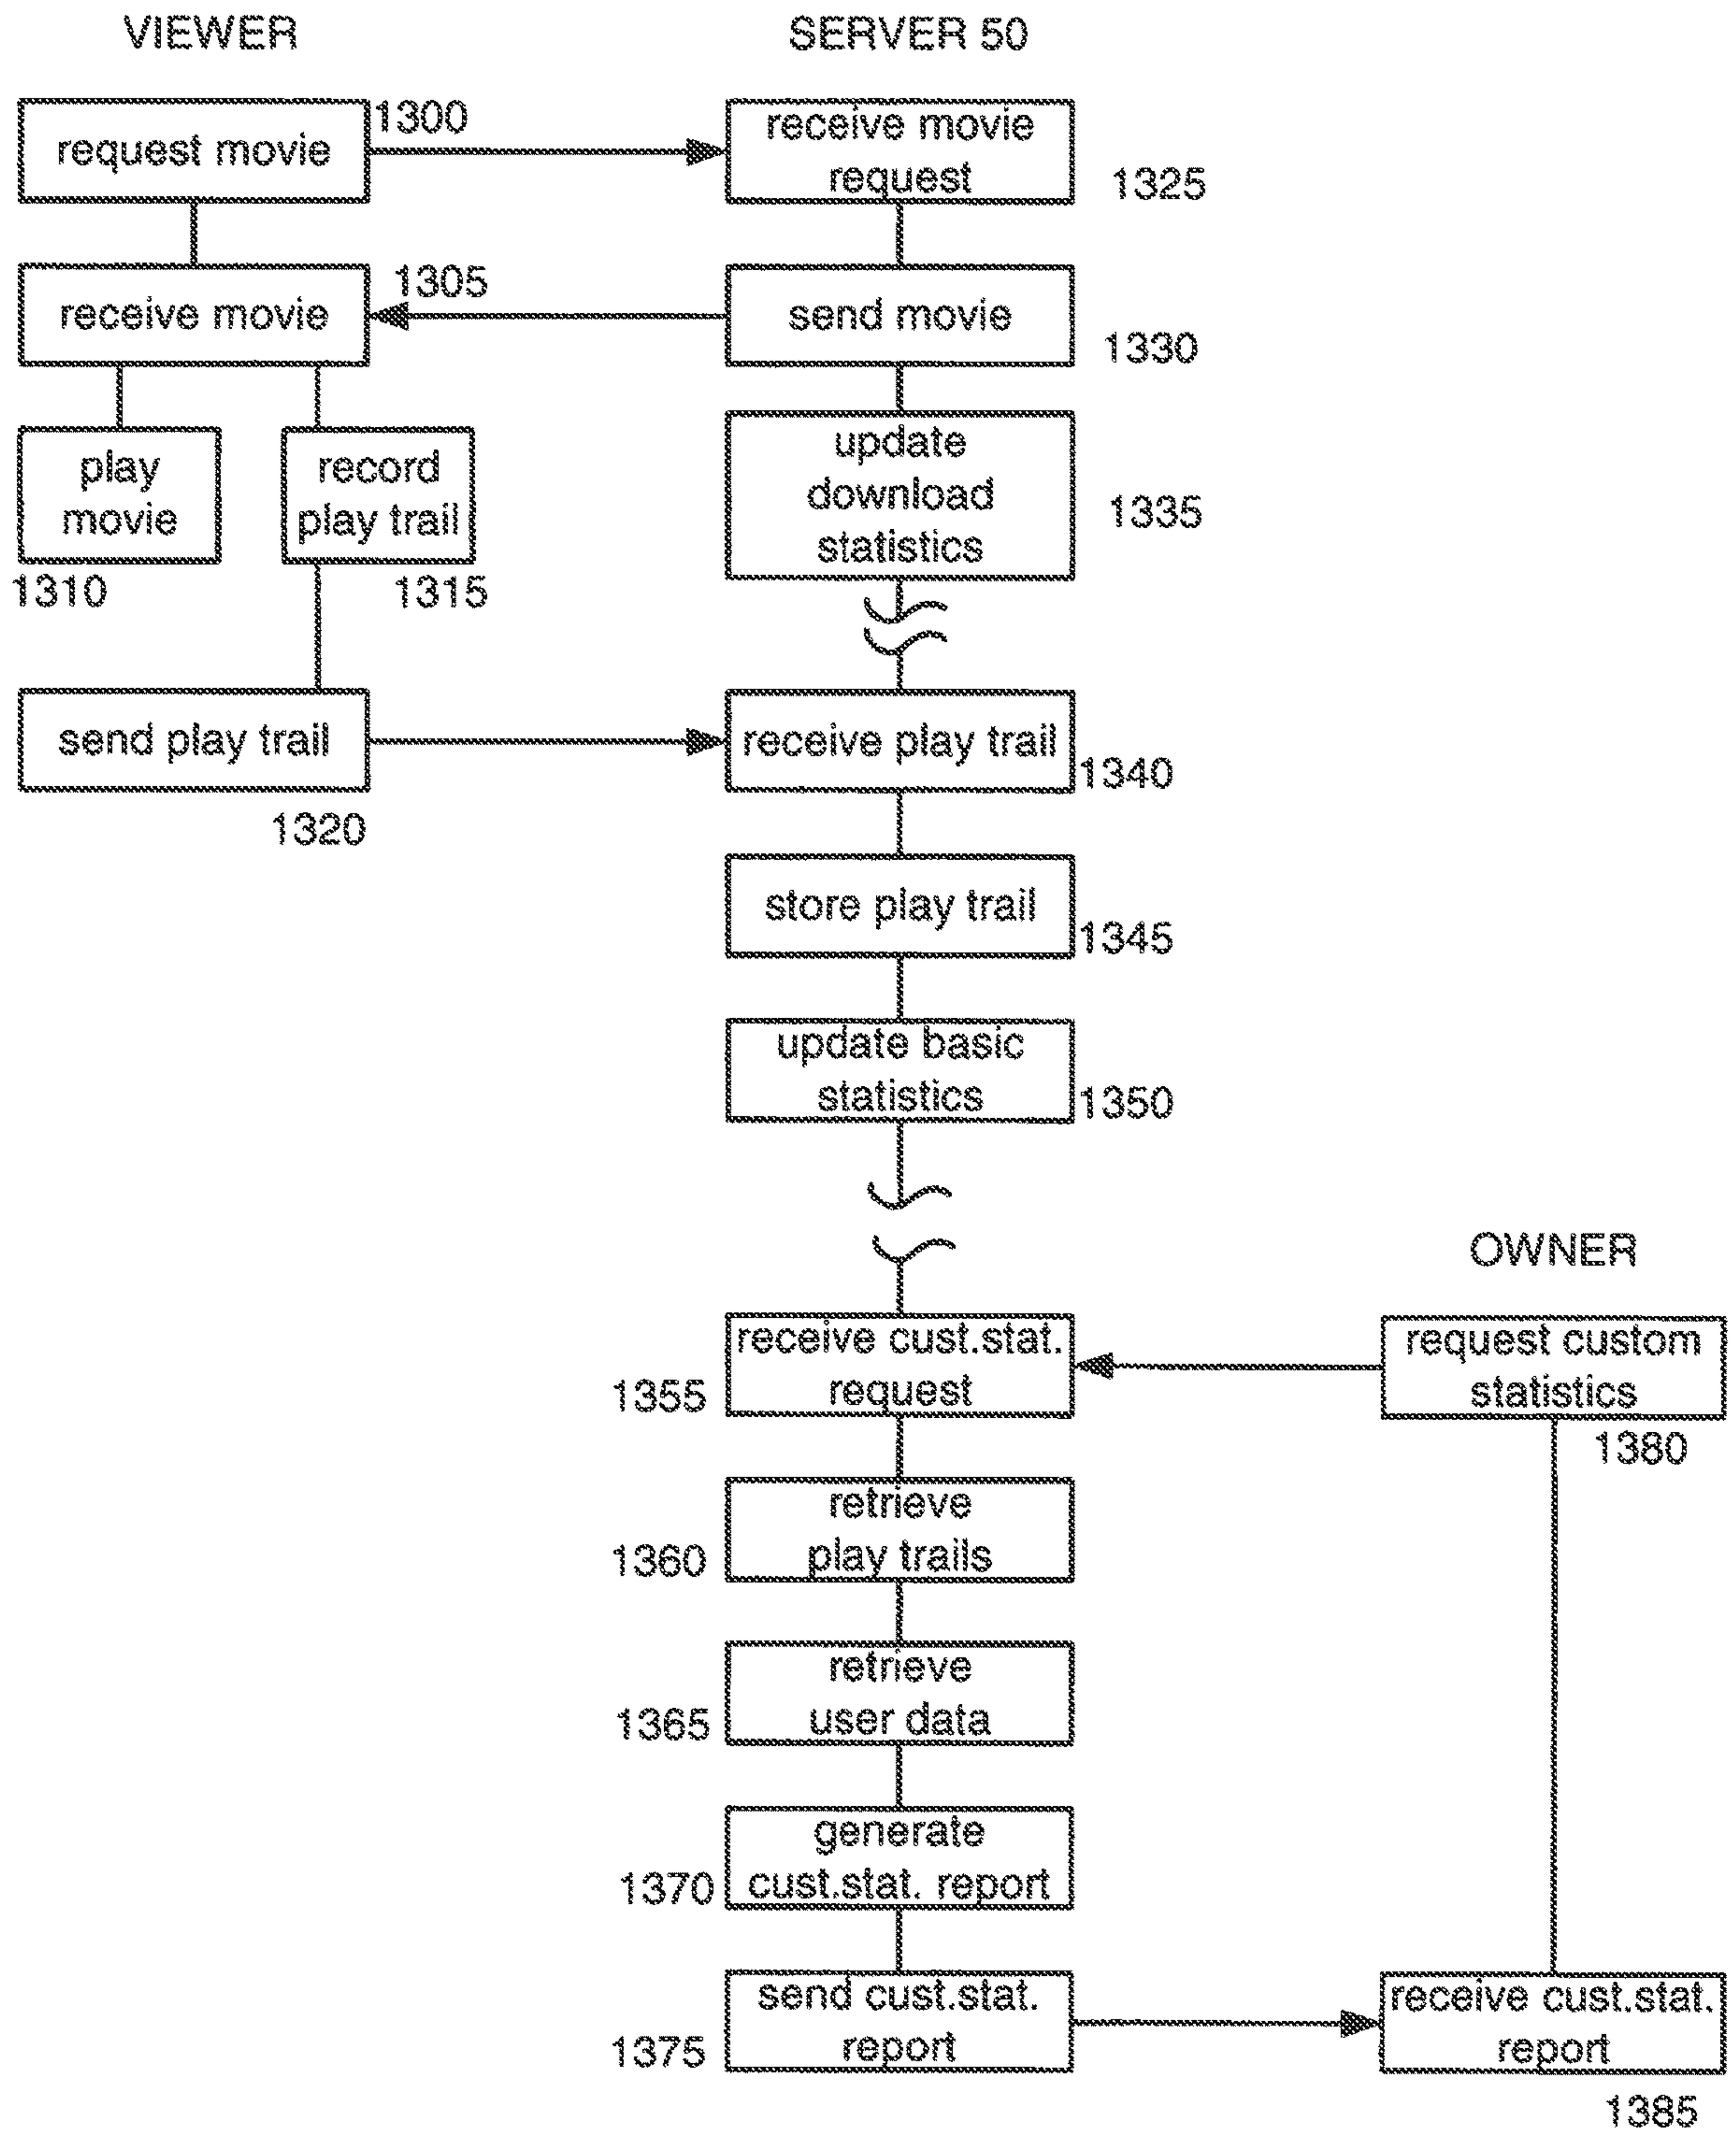 VIEWER
SERVER 50
request movie
1300
receive movie
request
1325
receive movie
1305
send movie
1330
play
movie
1310
record
play trail
1315
update
download
statistics
1335
send play trail
1320
receive play trail
1340
store play trail
1345
update basic
statistics
1350
OWNER
receive cust.stat.
request
1355
request custom
statistics
1380
retrieve
play trails
1360
retrieve
user data
1365
generate
cust.stat. report
1370
send cust.stat.
report
1375
receive cust.stat.
report
1385